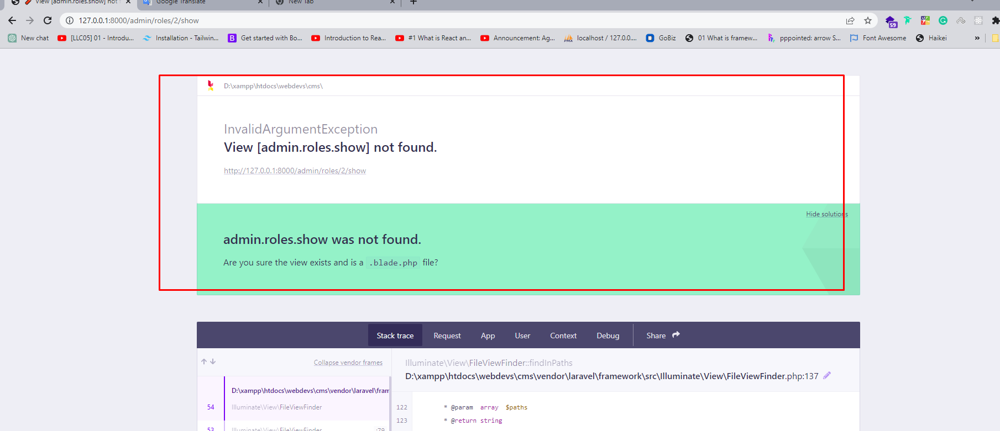 View [admin.roles.show] not f
Google Translate
New Tab
127.0.0.1:8000/admin/roles/2/show
59
New chat
[LLC05] 01 - Introdu...
Installation - Tailwin...
Get started with Bo...
Introduction to Rea...
#1 What is React an...
Announcement: Ag...
PMA
localhost / 127.0.0....
GoBiz
01 What is framew...
pppointed: arrow S...
Font Awesome
Haikei
»
D:\xampp\htdocs\webdevs\cms\
InvalidArgumentException
View [admin.roles.show] not found.
http://127.0.0.1:8000/admin/roles/2/show
Hide solutions
admin.roles.show was not found.
Are you sure the view exists and is a .blade.php file?
Stack trace
Request
App
User
Context
Debug
Share
Collapse vendor frames
Illuminate\View\FileViewFinder::findInPaths
D:\xampp\htdocs\webdevs\cms\vendor\laravel\framework\src\Illuminate\View\FileViewFinder.php:137
D:\xampp\htdocs\webdevs\cms\vendor\laravel\fram
54
Illuminate\View\FileViewFinder
122 * @param array $paths
123 * @return string
53
Illuminate\View\FileViewFinder
:79